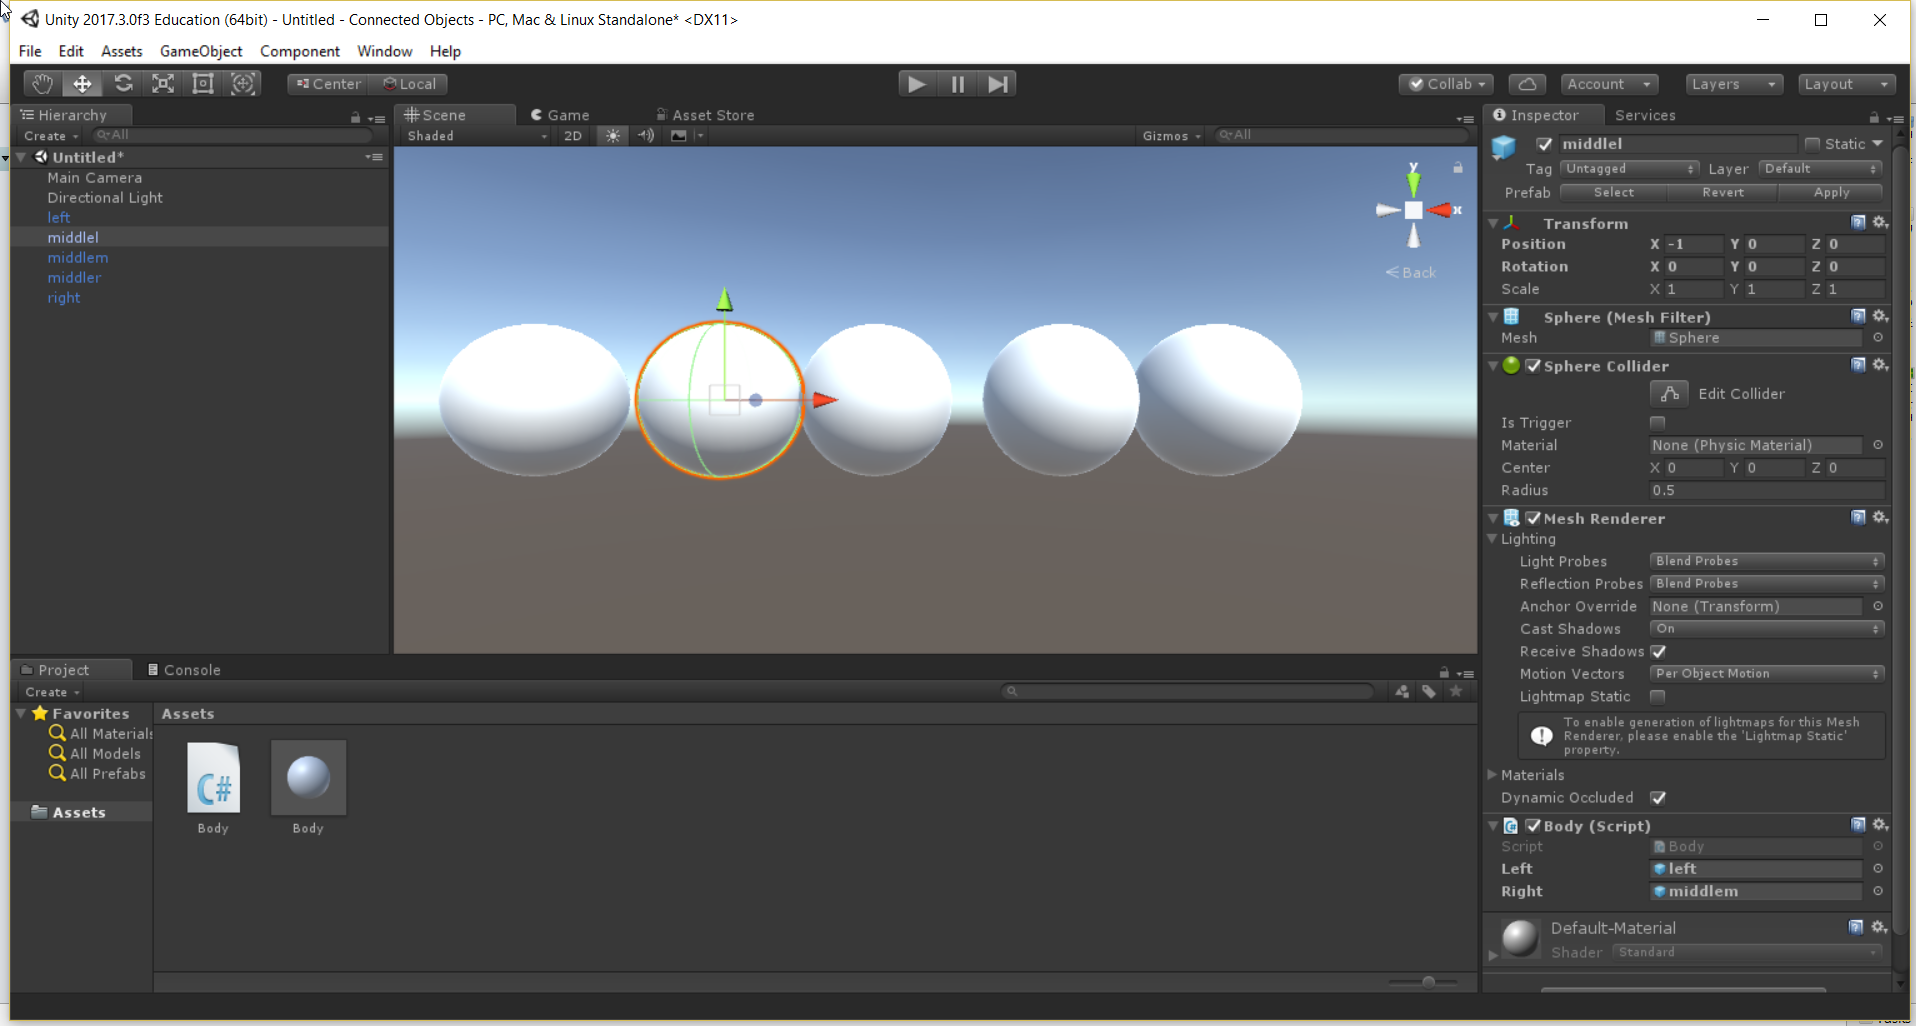 Unity 2017.3.0f3 Education (64bit) - Untitled - Connected Objects - PC, Mac & Linux Standalone* <DX11>
File Edit Assets GameObject Component Window Help
Center Local Collab Account Layers Layout
Hierarchy
Create All
Untitled*
Main Camera
Directional Light
left
middlel
middlem
middler
right
Scene Game Asset Store
Shaded 2D Gizmos All
y
x
Back
Inspector Services
middlel Static
Tag Untagged Layer Default
Prefab Select Revert Apply
Transform
Position X -1 Y 0 Z 0
Rotation X 0 Y 0 Z 0
Scale X 1 Y 1 Z 1
Sphere (Mesh Filter)
Mesh Sphere
Sphere Collider
Edit Collider
Is Trigger
Material None (Physic Material)
Center X 0 Y 0 Z 0
Radius 0.5
Mesh Renderer
Lighting
Light Probes Blend Probes
Reflection Probes Blend Probes
Anchor Override None (Transform)
Cast Shadows On
Receive Shadows
Motion Vectors Per Object Motion
Lightmap Static
To enable generation of lightmaps for this Mesh
Renderer, please enable the 'Lightmap Static'
property.
Materials
Dynamic Occluded
Body (Script)
Script Body
Left left
Right middlem
Default-Material
Shader Standard
Project Console
Create
Favorites
All Materials
All Models
All Prefabs
Assets
Assets
C#
Body
Body